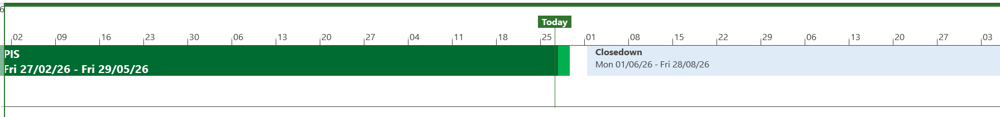 6
Today
02 09 16 23 30 06 13 20 27 04 11 18 25 01 08 15 22 29 06 13 20 27 03
PIS
Fri 27/02/26 - Fri 29/05/26
Closedown
Mon 01/06/26 - Fri 28/08/26